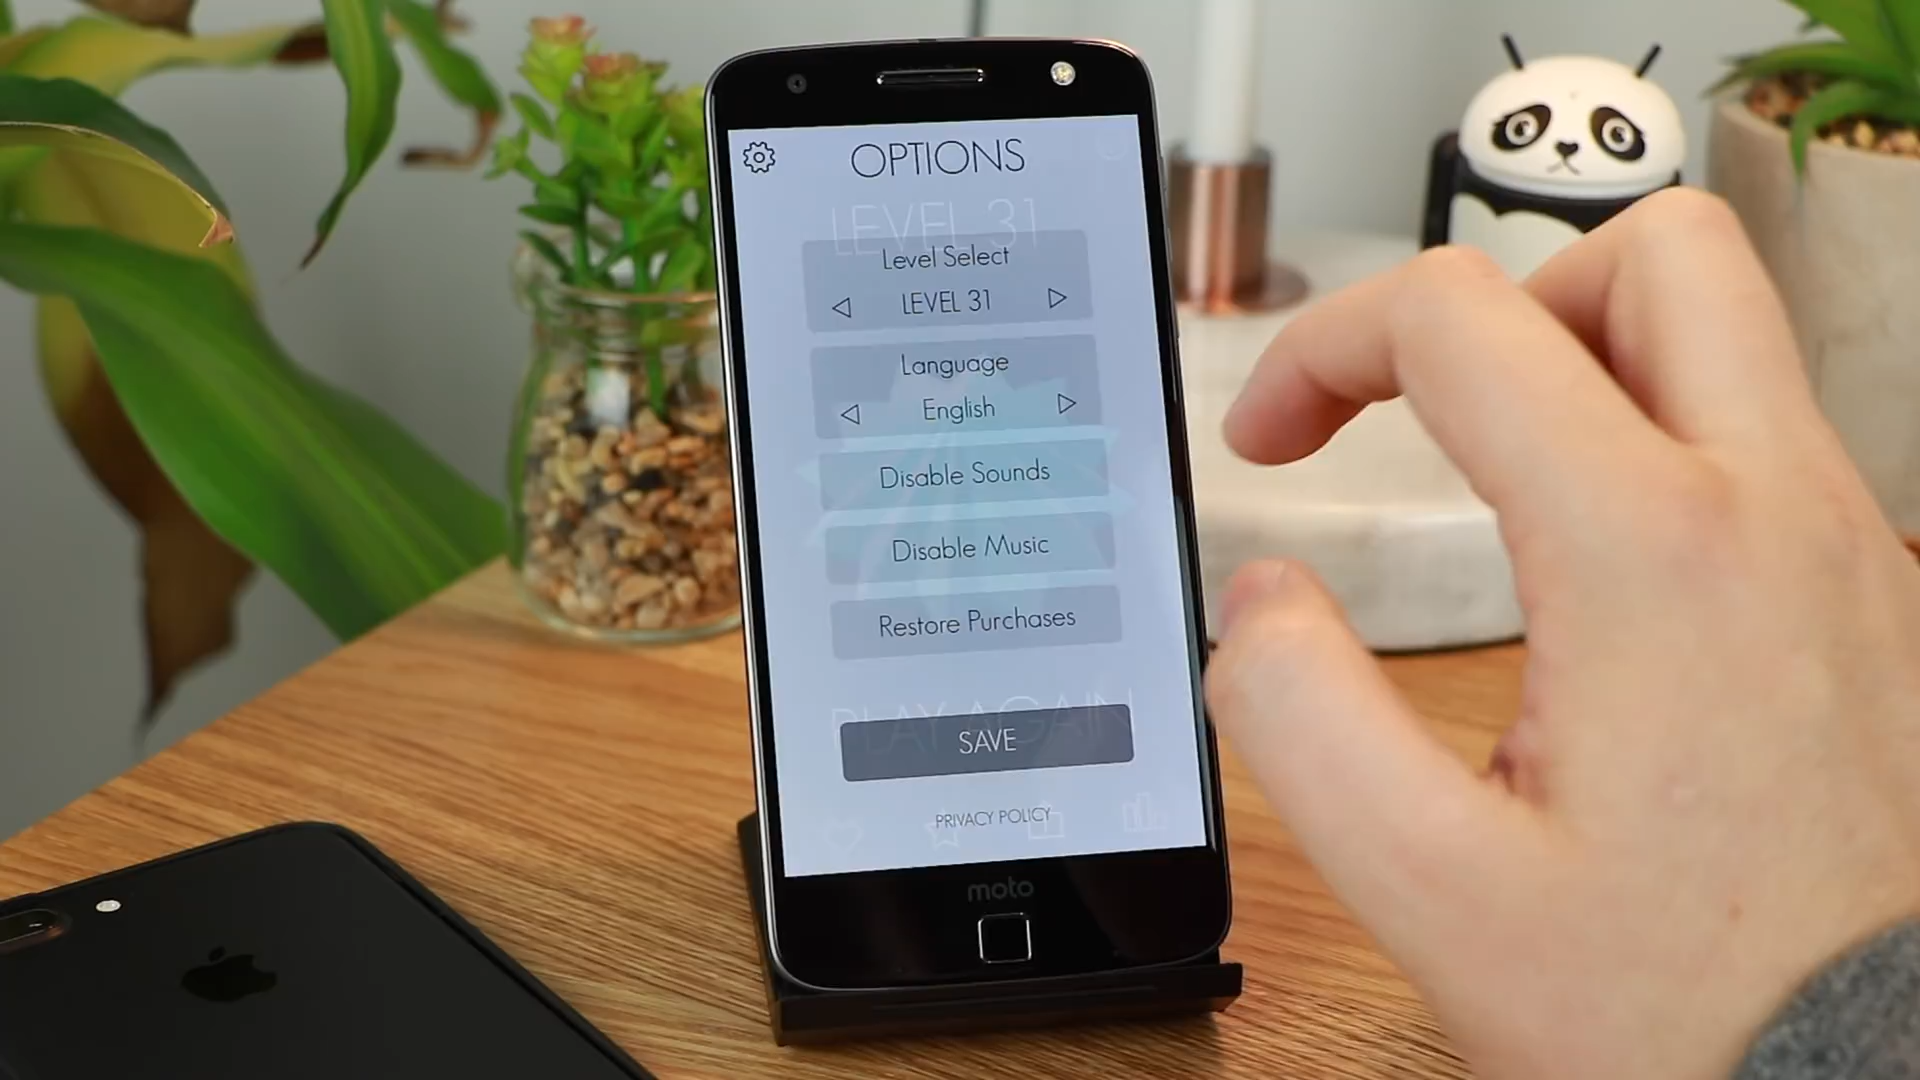 OPTIONS
LEVEL 31
Level Select
LEVEL 31
Language
English
Disable Sounds
Disable Music
Restore Purchases
PLAY AGAIN
SAVE
PRIVACY POLICY
moto